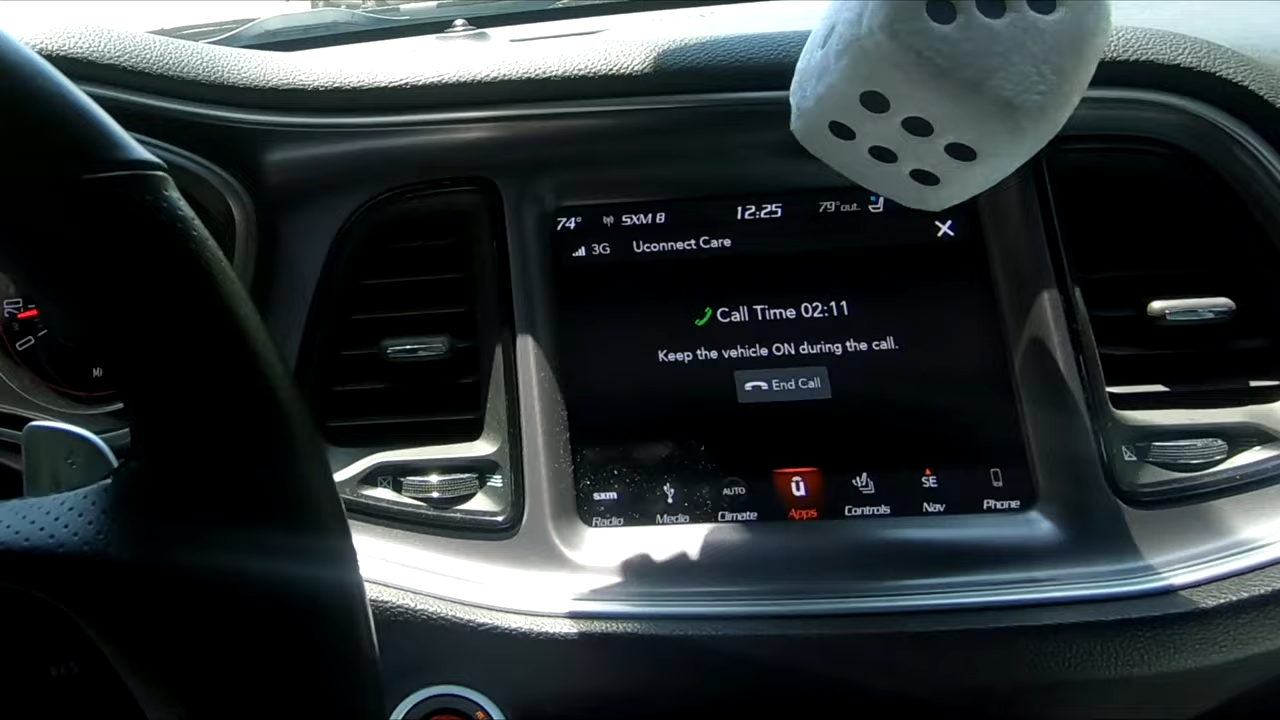 74° SXM 8 12:25 79°out.
3G Uconnect Care
Call Time 02:11
Keep the vehicle ON during the call.
End Call
sxm AUTO û SE
Radio Media Climate Apps Controls Nav Phone